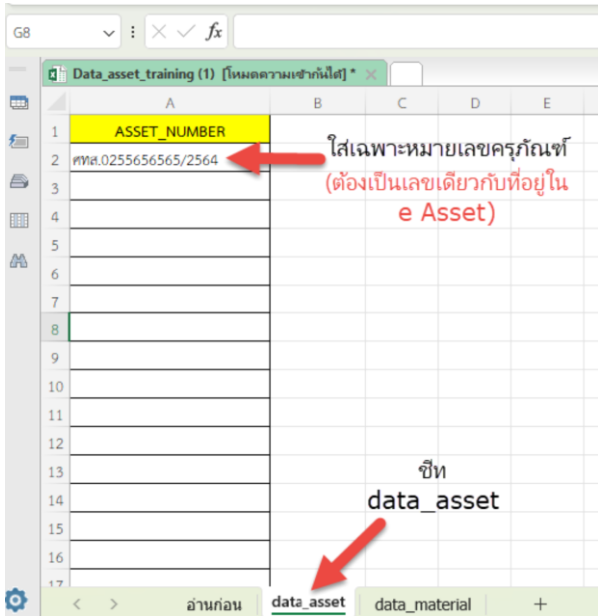 G8
fx
Data_asset_training (1) [โหมดความเข้ากันได้] *
A B C D E
1 ASSET_NUMBER
2 ศทส.0255656565/2564
ใส่เฉพาะหมายเลขครุภัณฑ์
3
(ต้องเป็นเลขเดียวกับที่อยู่ใน
4
e Asset)
5
6
7
8
9
10
11
12
13
ชีท
14
data_asset
15
16
17
อ่านก่อน data_asset data_material +